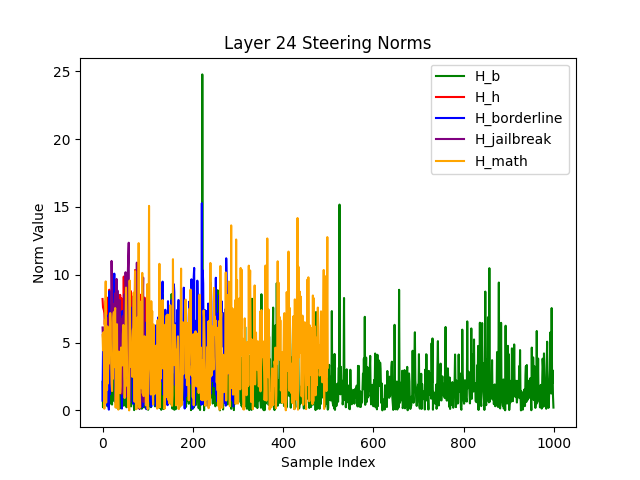 Layer 24 Steering Norms
H_b
H_h
H_borderline
H_jailbreak
H_math
Norm Value
25
20
15
10
5
0
0 200 400 600 800 1000
Sample Index